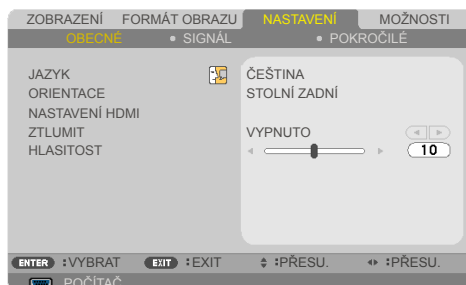 ZOBRAZENÍ FORMÁT OBRAZU NASTAVENÍ MOŽNOSTI
OBECNÉ • SIGNÁL • POKROČILÉ
JAZYK ČEŠTINA
ORIENTACE STOLNÍ ZADNÍ
NASTAVENÍ HDMI
ZTLUMIT VYPNUTO
HLASITOST 10
ENTER :VYBRAT EXIT :EXIT :PŘESU. :PŘESU.
POČÍTAČ